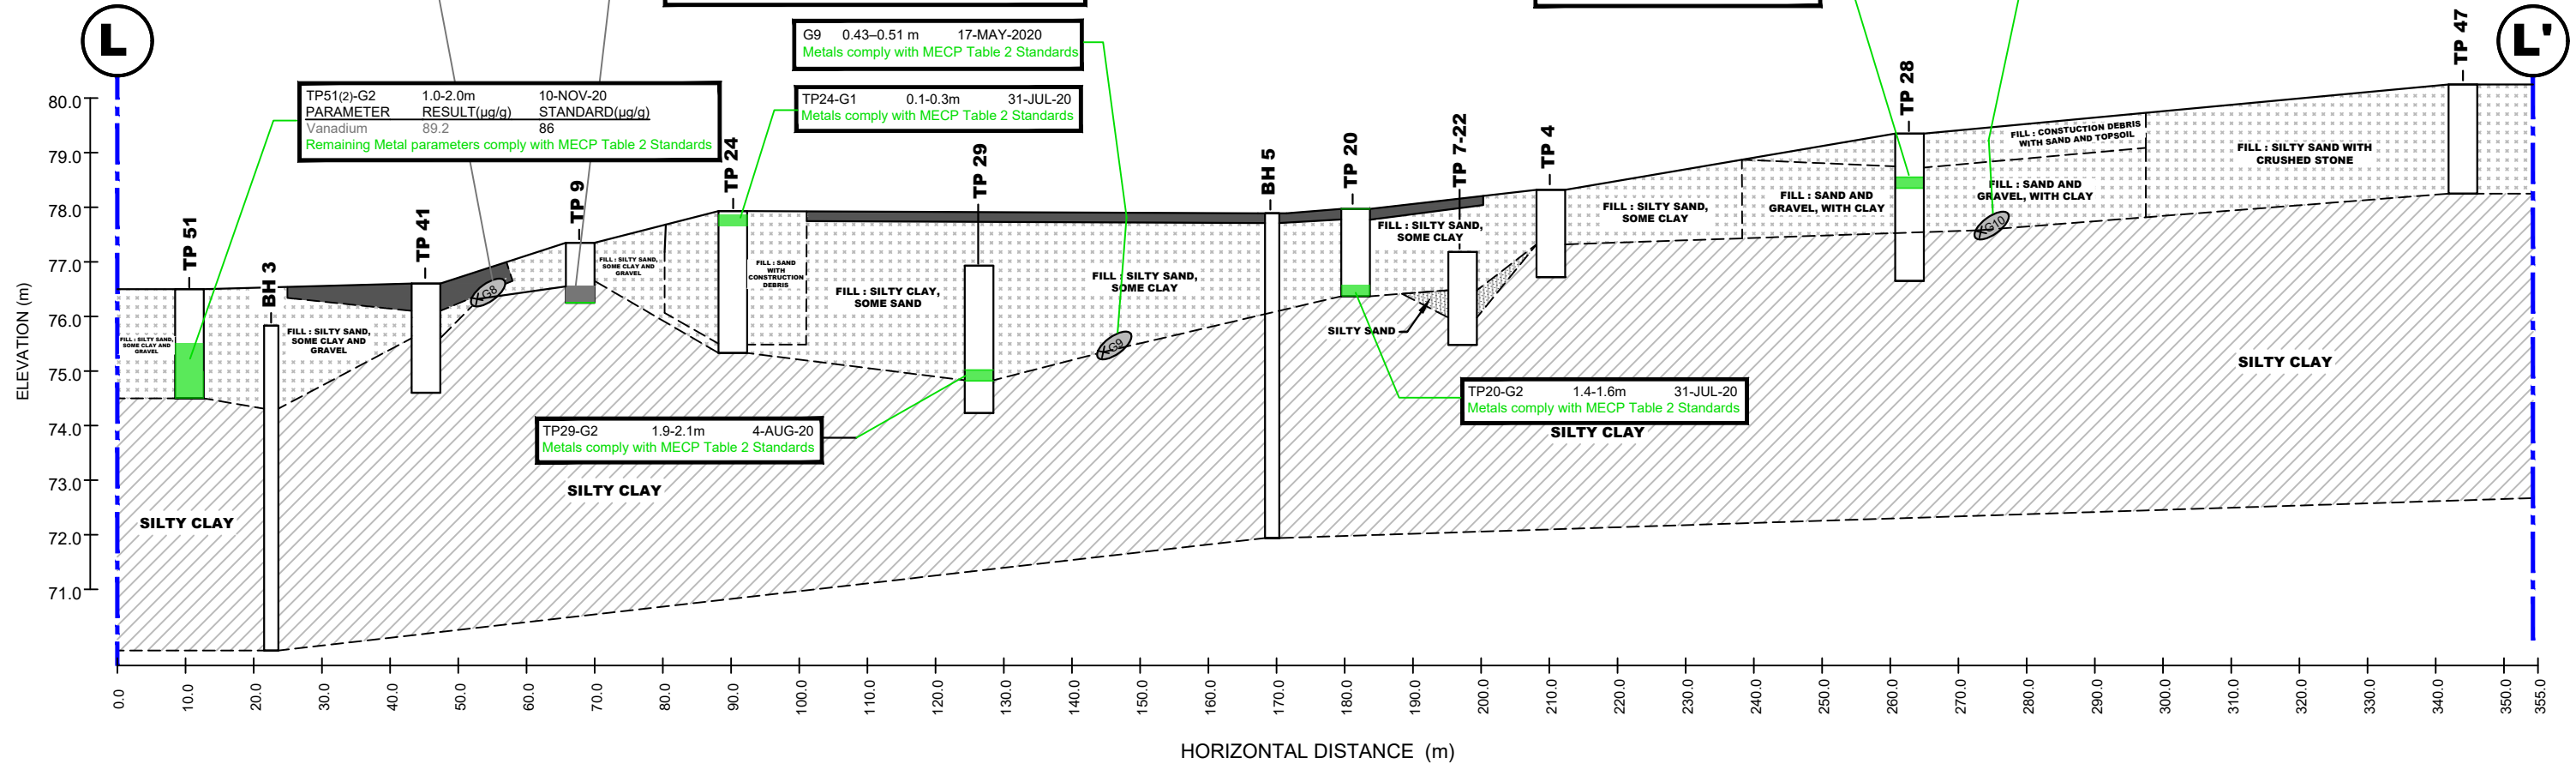 L
L'
TP 47
G9 0.43–0.51 m 17-MAY-2020
Metals comply with MECP Table 2 Standards
TP 28
TP51(2)-G2 1.0-2.0m 10-NOV-20
PARAMETER RESULT(µg/g) STANDARD(µg/g)
Vanadium 89.2 86
Remaining Metal parameters comply with MECP Table 2 Standards
TP24-G1 0.1-0.3m 31-JUL-20
Metals comply with MECP Table 2 Standards
TP 51
BH 3
TP 41
TP 9
TP 24
TP 29
BH 5
TP 20
TP 7-22
TP 4
ELEVATION (m)
80.0
79.0
78.0
77.0
76.0
75.0
74.0
73.0
72.0
71.0
FILL : CONSTUCTION DEBRIS
WITH SAND AND TOPSOIL
FILL : SILTY SAND WITH
CRUSHED STONE
FILL : SAND AND
GRAVEL, WITH CLAY
FILL : SAND AND
GRAVEL, WITH CLAY
FILL : SILTY SAND,
SOME CLAY
FILL : SILTY SAND,
SOME CLAY
G10
FILL : SILTY SAND,
SOME CLAY AND
GRAVEL
FILL : SAND
WITH
CONSTRUCTION
DEBRIS
FILL : SILTY CLAY,
SOME SAND
FILL : SILTY SAND,
SOME CLAY
G8
FILL : SILTY SAND,
SOME CLAY AND
GRAVEL
FILL : SILTY SAND,
SOME CLAY AND
GRAVEL
G9
SILTY SAND
SILTY CLAY
TP20-G2 1.4-1.6m 31-JUL-20
Metals comply with MECP Table 2 Standards
SILTY CLAY
TP29-G2 1.9-2.1m 4-AUG-20
Metals comply with MECP Table 2 Standards
SILTY CLAY
SILTY CLAY
0.0
10.0
20.0
30.0
40.0
50.0
60.0
70.0
80.0
90.0
100.0
110.0
120.0
130.0
140.0
150.0
160.0
170.0
180.0
190.0
200.0
210.0
220.0
230.0
240.0
250.0
260.0
270.0
280.0
290.0
300.0
310.0
320.0
330.0
340.0
350.0
355.0
HORIZONTAL DISTANCE (m)